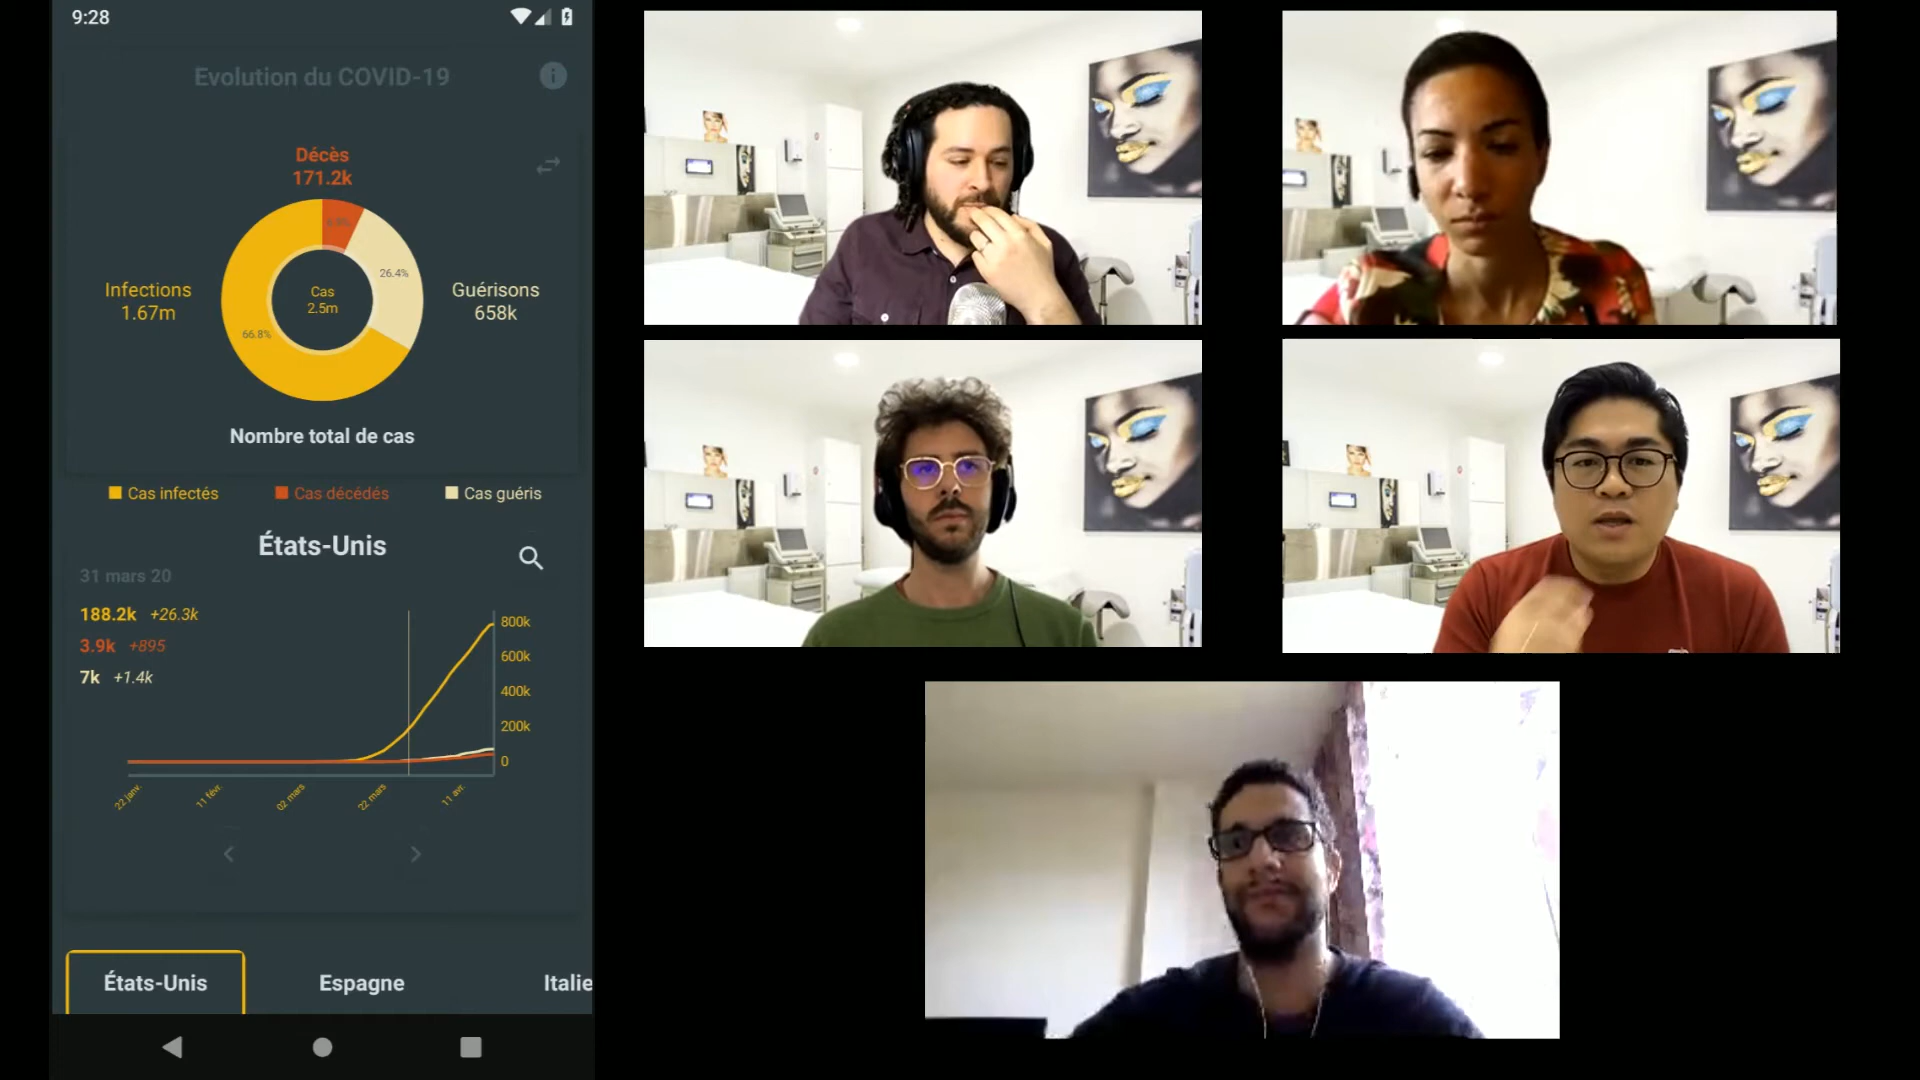 9:28
Evolution du COVID-19
Décès
171.2k
26.4%
Infections
1.67m
Cas
2.5m
Guérisons
658k
66.8%
Nombre total de cas
Cas infectés
Cas décédés
Cas guéris
États-Unis
31 mars 20
188.2k +26.3k
3.9k +895
7k +1.4k
800k
600k
400k
200k
0
22 janv.
11 févr.
02 mars
22 mars
11 avr.
États-Unis
Espagne
Italie